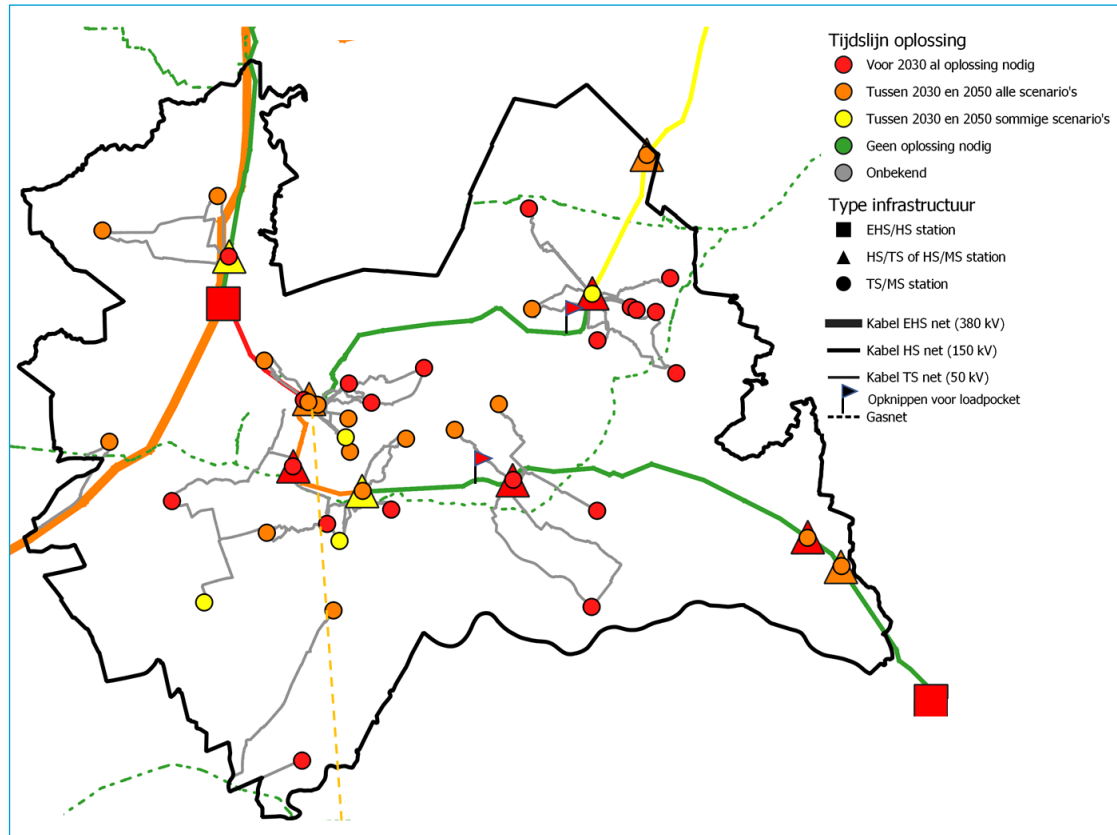 Tijdslijn oplossing
Voor 2030 al oplossing nodig
Tussen 2030 en 2050 alle scenario's
Tussen 2030 en 2050 sommige scenario's
Geen oplossing nodig
Onbekend
Type infrastructuur
EHS/HS station
HS/TS of HS/MS station
TS/MS station
Kabel EHS net (380 kV)
Kabel HS net (150 kV)
Kabel TS net (50 kV)
Opknippen voor loadpocket
Gasnet